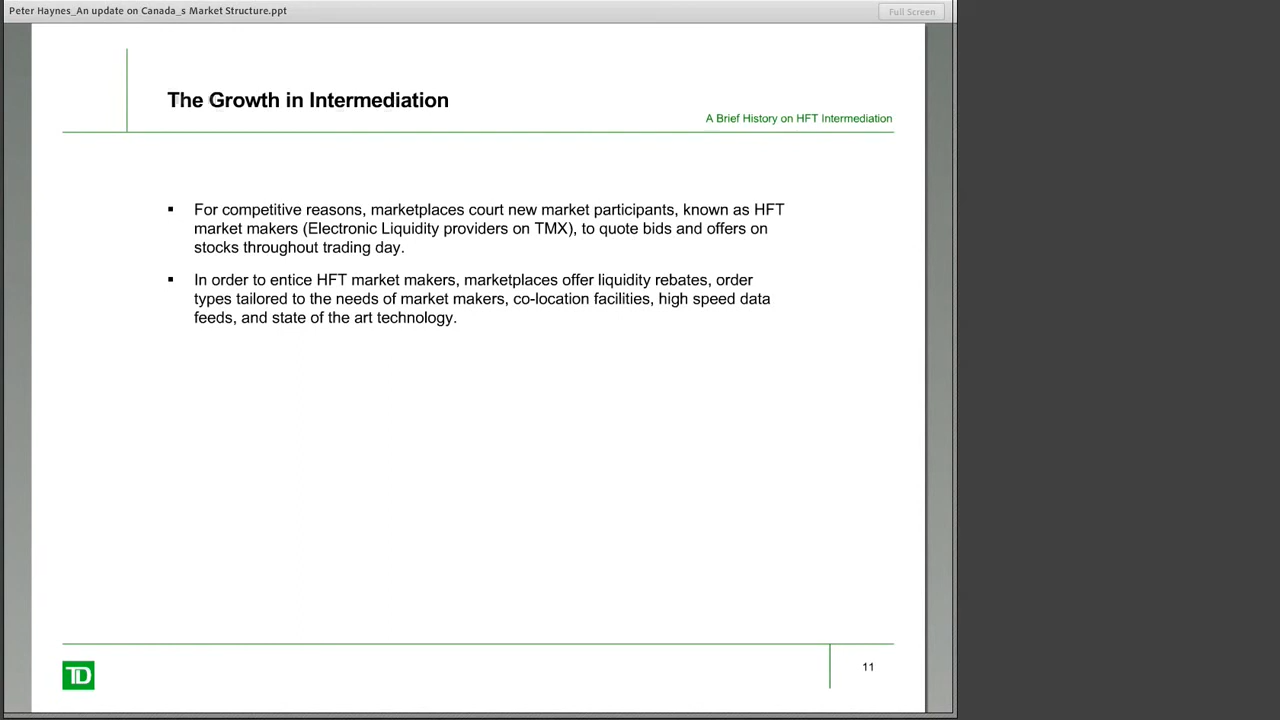 Peter Haynes_An update on Canada_s Market Structure.ppt
Full Screen
The Growth in Intermediation
A Brief History on HFT Intermediation
▪ For competitive reasons, marketplaces court new market participants, known as HFT
market makers (Electronic Liquidity providers on TMX), to quote bids and offers on
stocks throughout trading day.
▪ In order to entice HFT market makers, marketplaces offer liquidity rebates, order
types tailored to the needs of market makers, co-location facilities, high speed data
feeds, and state of the art technology.
TD
11